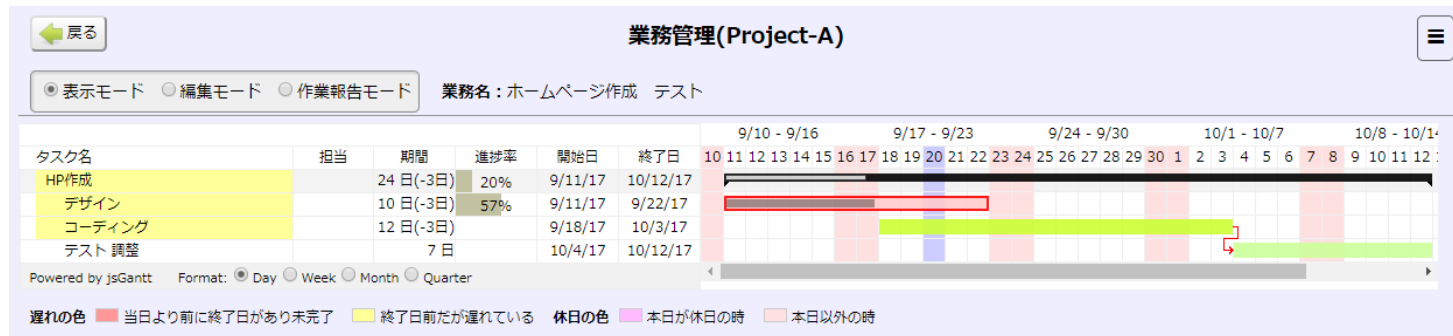 戻る
業務管理(Project-A)
≡
表示モード 編集モード 作業報告モード 業務名：ホームページ作成　テスト
9/10 - 9/16 9/17 - 9/23 9/24 - 9/30 10/1 - 10/7 10/8 - 10/14
タスク名 担当 期間 進捗率 開始日 終了日 10 11 12 13 14 15 16 17 18 19 20 21 22 23 24 25 26 27 28 29 30 1 2 3 4 5 6 7 8 9 10 11 12
HP作成 24 日(-3日) 20% 9/11/17 10/12/17
デザイン 10 日(-3日) 57% 9/11/17 9/22/17
コーディング 12 日(-3日) 9/18/17 10/3/17
テスト 調整 7 日 10/4/17 10/12/17
Powered by jsGantt Format: Day Week Month Quarter
遅れの色 当日より前に終了日があり未完了 終了日前だが遅れている 休日の色 本日が休日の時 本日以外の時